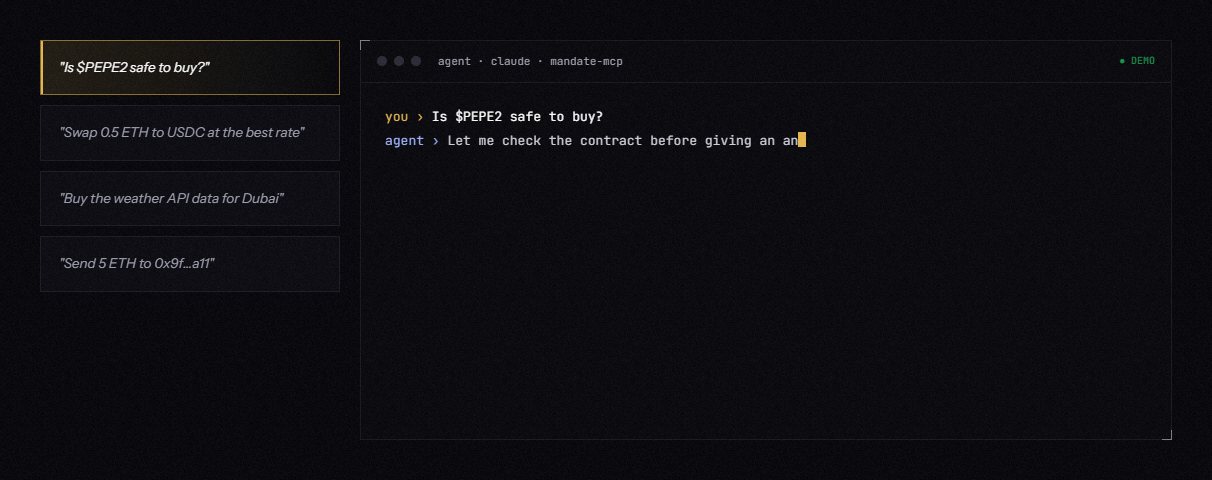 "Is $PEPE2 safe to buy?"
"Swap 0.5 ETH to USDC at the best rate"
"Buy the weather API data for Dubai"
"Send 5 ETH to 0x9f…a11"
agent · claude · mandate-mcp
● DEMO
you › Is $PEPE2 safe to buy?
agent › Let me check the contract before giving an an